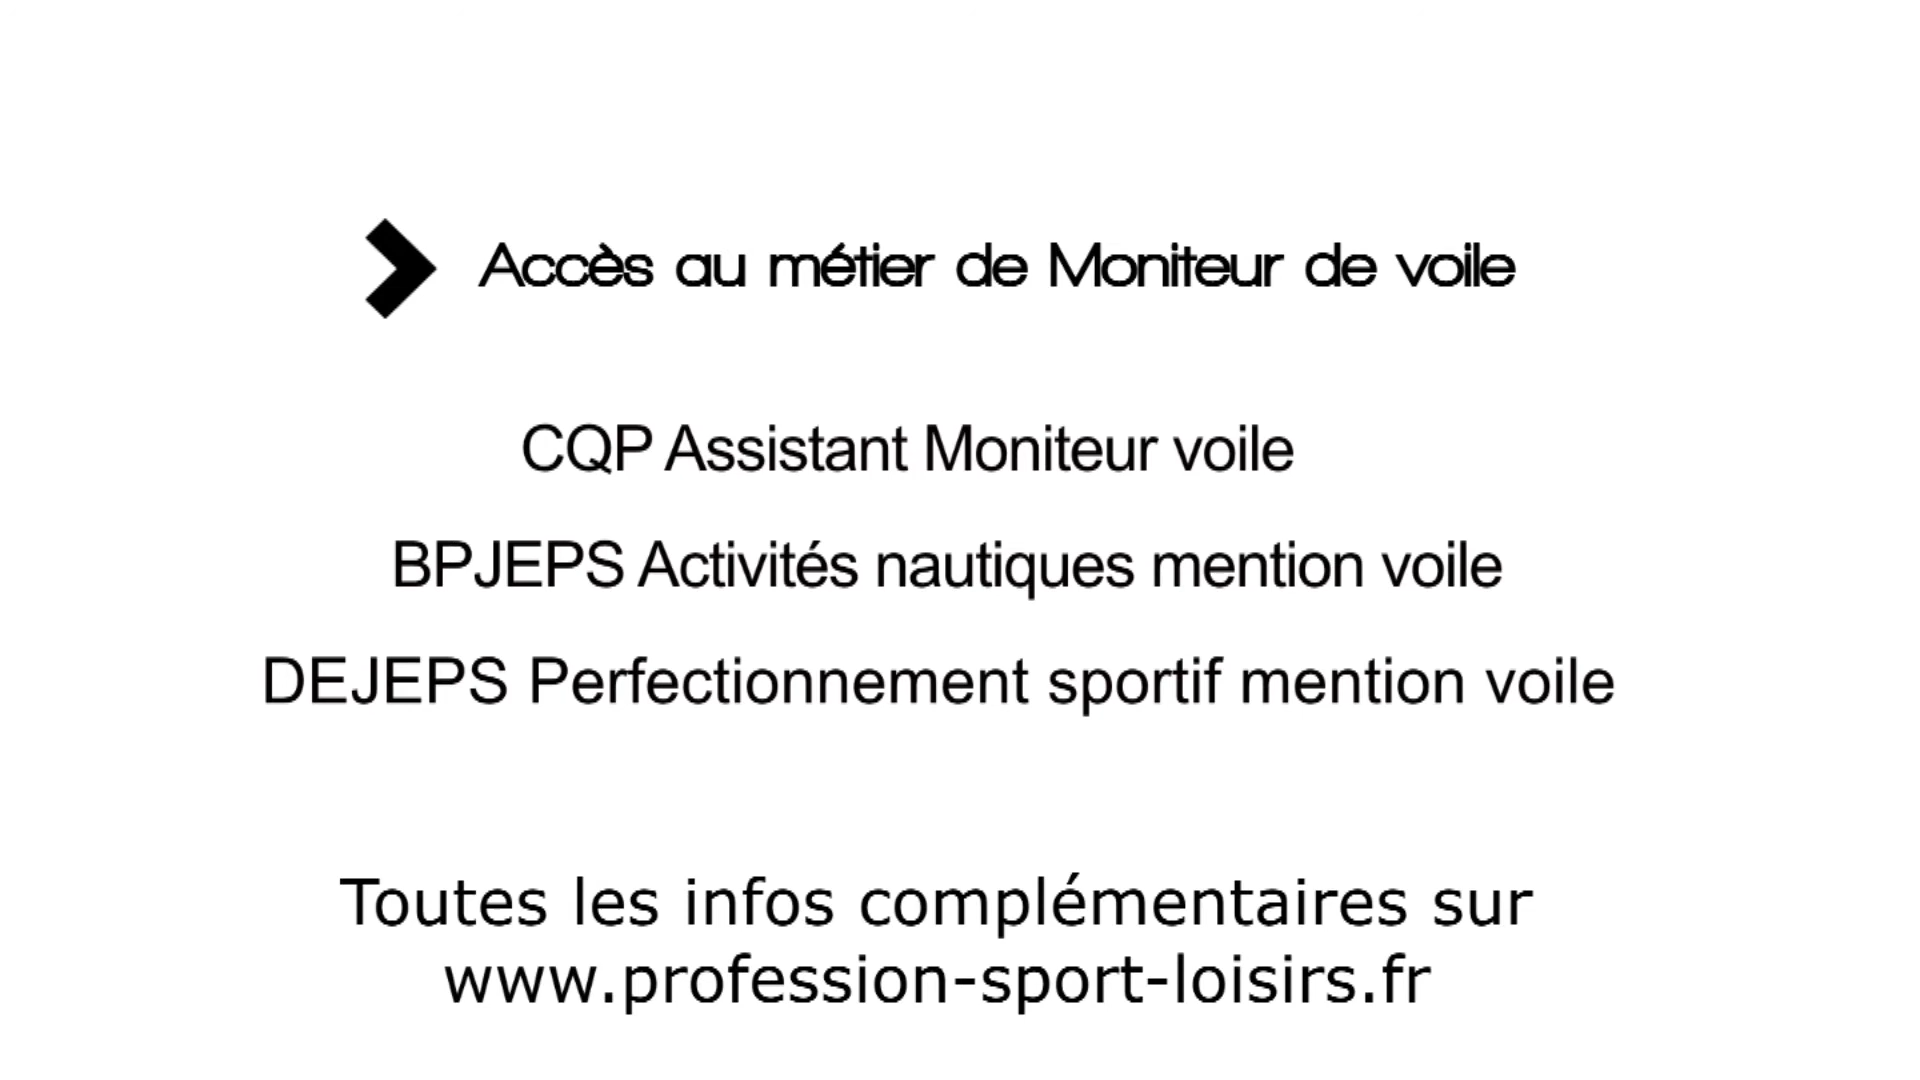 Accès au métier de Moniteur de voile
CQP Assistant Moniteur voile
BPJEPS Activités nautiques mention voile
DEJEPS Perfectionnement sportif mention voile
Toutes les infos complémentaires sur
www.profession-sport-loisirs.fr